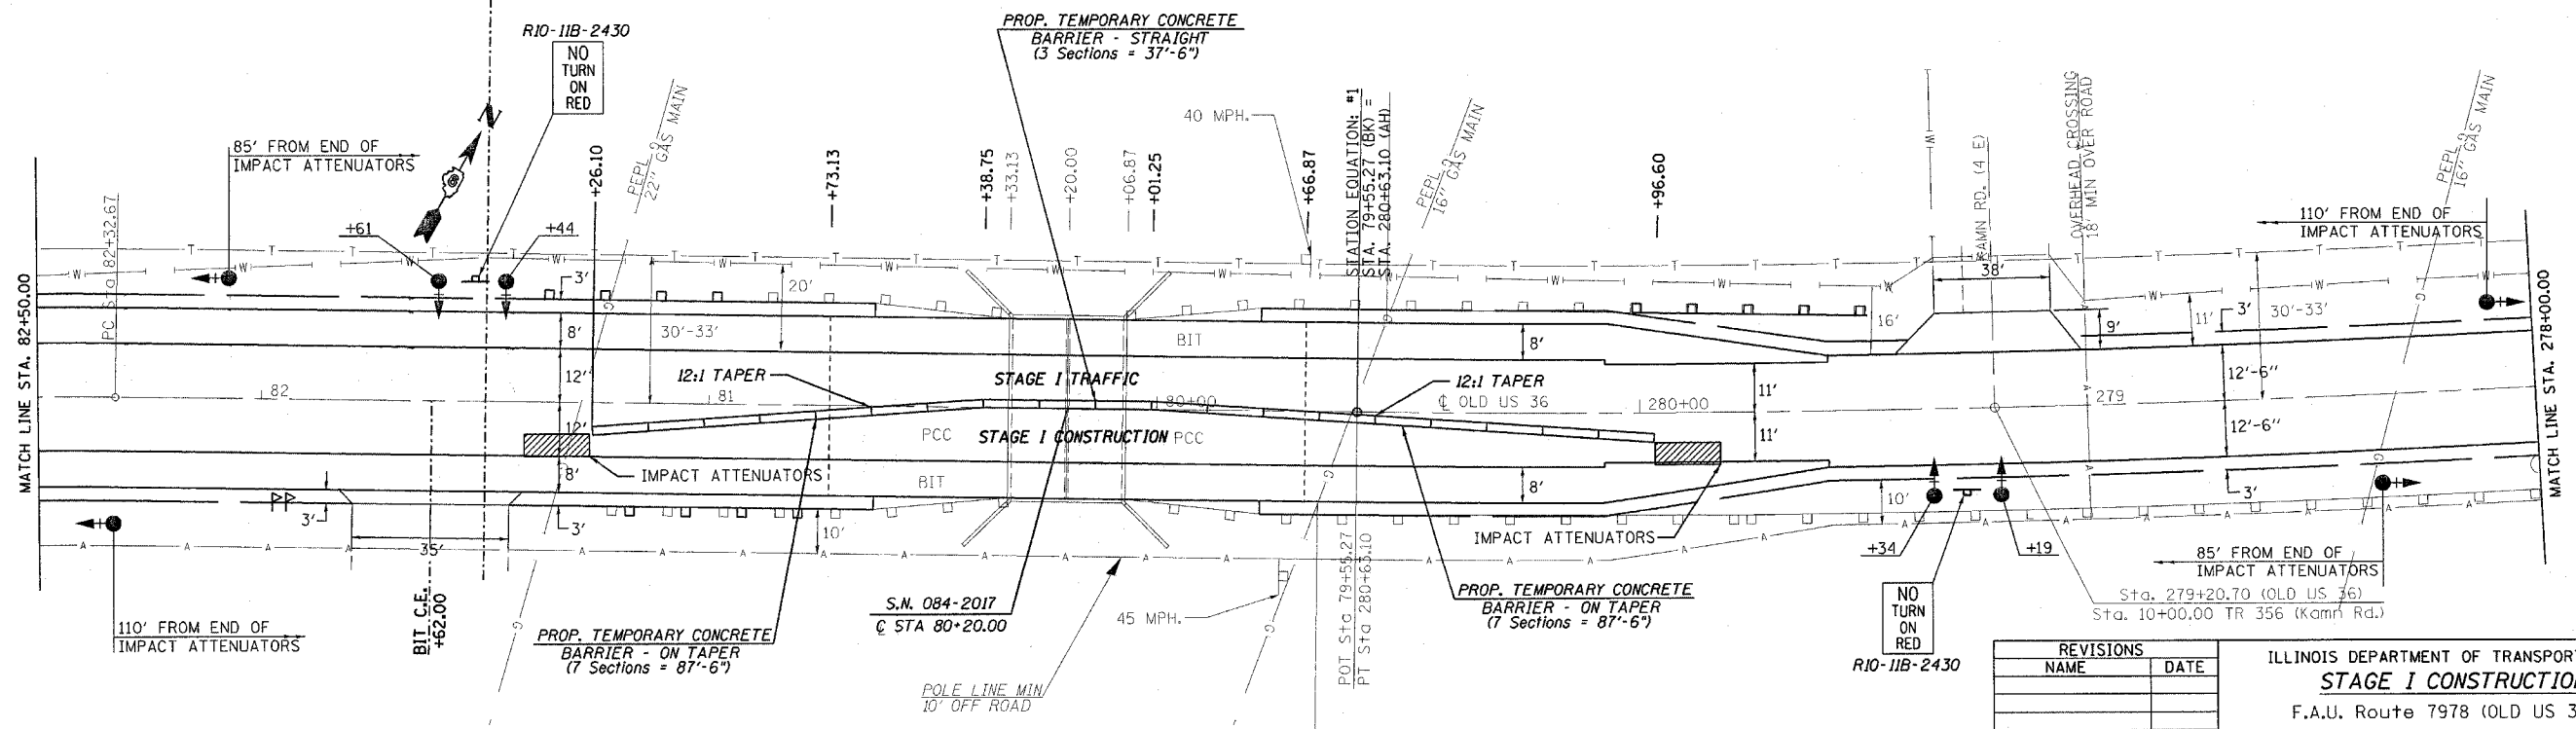 PROP. TEMPORARY CONCRETE
BARRIER - STRAIGHT
(3 Sections = 37'-6")
R10-11B-2430
NO
TURN
ON
RED
N
85' FROM END OF
IMPACT ATTENUATORS
PC Sta 82+32.67
+61
+44
+26.10
PEPL 9
22" GAS MAIN
+73.13
+38.75
+33.13
+20.00
+06.87
+01.25
40 MPH.
+66.87
STATION EQUATION: #1
STA. 79+55.27 (BK) =
STA. 280+63.10 (AH)
PEPL 9
16" GAS MAIN
+96.60
KAMN RD. (4 E)
OVERHEAD CROSSING
18' MIN OVER ROAD
PEPL 9
16" GAS MAIN
110' FROM END OF
IMPACT ATTENUATORS
MATCH LINE STA. 82+50.00
MATCH LINE STA. 278+00.00
3'
20'
38'
8'
30'-33'
BIT
8'
16'
9'
11'
3'
30'-33'
12'
12:1 TAPER
STAGE I TRAFFIC
12:1 TAPER
℄ OLD US 36
11'
12'-6"
82
81
80+00
280+00
279
12'
PCC
STAGE I CONSTRUCTION
PCC
11'
12'-6"
8'
IMPACT ATTENUATORS
BIT
8'
10'
3'
3'
3'
10'
35'
IMPACT ATTENUATORS
+34
+19
85' FROM END OF
IMPACT ATTENUATORS
110' FROM END OF
IMPACT ATTENUATORS
BIT C.E.
+62.00
PROP. TEMPORARY CONCRETE
BARRIER - ON TAPER
(7 Sections = 87'-6")
S.N. 084-2017
℄ STA 80+20.00
POLE LINE MIN
10' OFF ROAD
45 MPH.
POT Sta 79+55.27
PT Sta 280+63.10
PROP. TEMPORARY CONCRETE
BARRIER - ON TAPER
(7 Sections = 87'-6")
NO
TURN
ON
RED
R10-11B-2430
Sta. 279+20.70 (OLD US 36)
Sta. 10+00.00 TR 356 (Kamn Rd.)
REVISIONS
NAME DATE
ILLINOIS DEPARTMENT OF TRANSPORT
STAGE I CONSTRUCTION
F.A.U. Route 7978 (OLD US 3